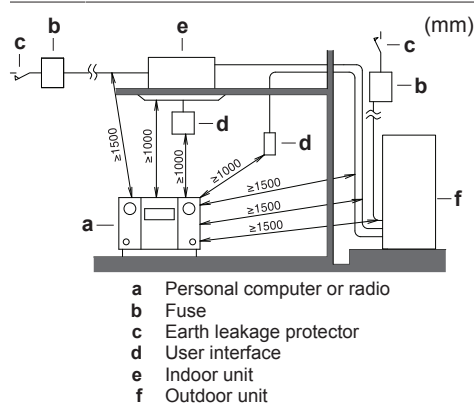 (mm)
c
b
e
c
b
d
d
≥1500
≥1000
≥1000
≥1000
≥1500
≥1500
≥1500
a
f
a Personal computer or radio
b Fuse
c Earth leakage protector
d User interface
e Indoor unit
f Outdoor unit